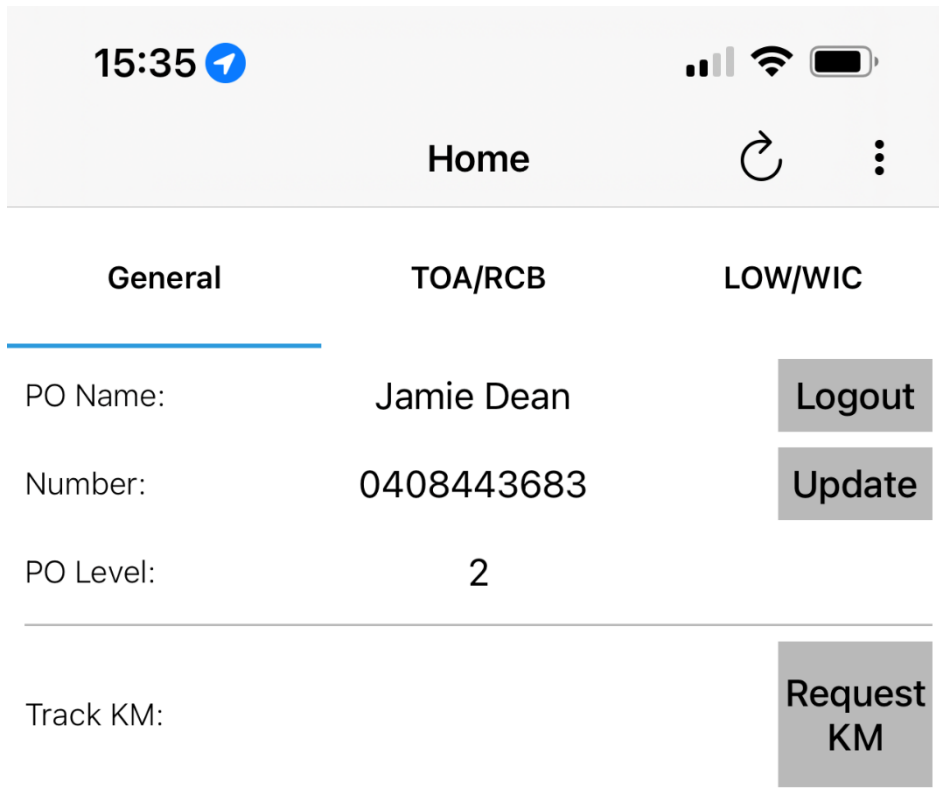 15:35
Home
General TOA/RCB LOW/WIC
PO Name: Jamie Dean Logout
Number: 0408443683 Update
PO Level: 2
Track KM: Request
KM